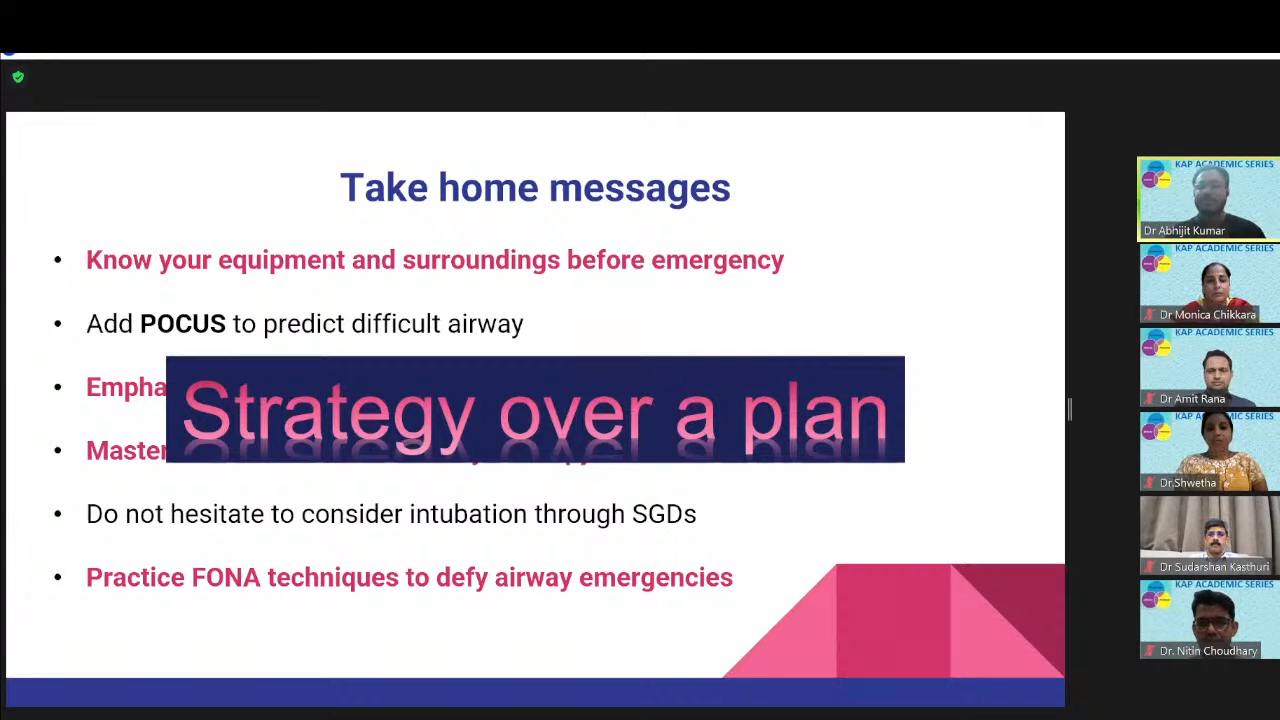 Take home messages
Know your equipment and surroundings before emergency
Add POCUS to predict difficult airway
Strategy over a plan
Do not hesitate to consider intubation through SGDs
Practice FONA techniques to defy airway emergencies
KAP ACADEMIC SERIES
Dr Abhijit Kumar
KAP ACADEMIC SERIES
Dr Monica Chikkara
KAP ACADEMIC SERIES
Dr Amit Rana
KAP ACADEMIC SERIES
Dr.Shwetha
Dr Sudarshan Kasthuri
KAP ACADEMIC SERIES
Dr. Nitin Choudhary